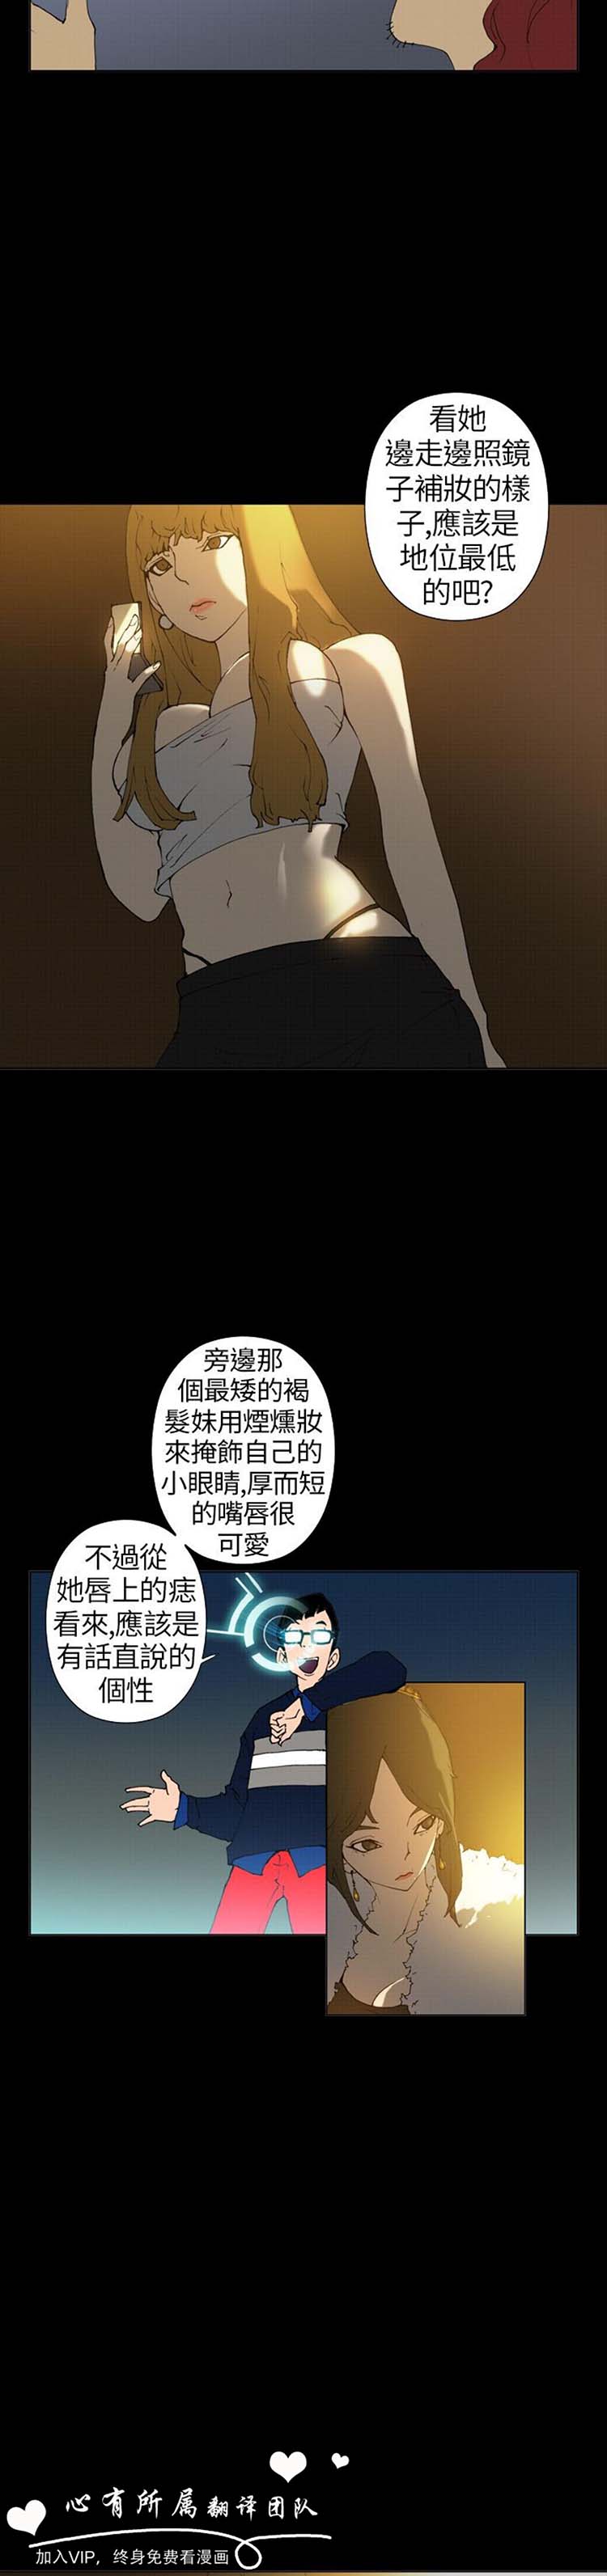 看她
邊走邊照鏡
子補妝的樣
子,應該是
地位最低
的吧?
旁邊那
個最矮的褐
髮妹用煙燻妝
來掩飾自己的
小眼睛,厚而短
的嘴唇很
可愛
不過從
她唇上的痣
看來,應該是
有話直說的
個性
心有所属翻译团队
加入VIP，终身免费看漫画